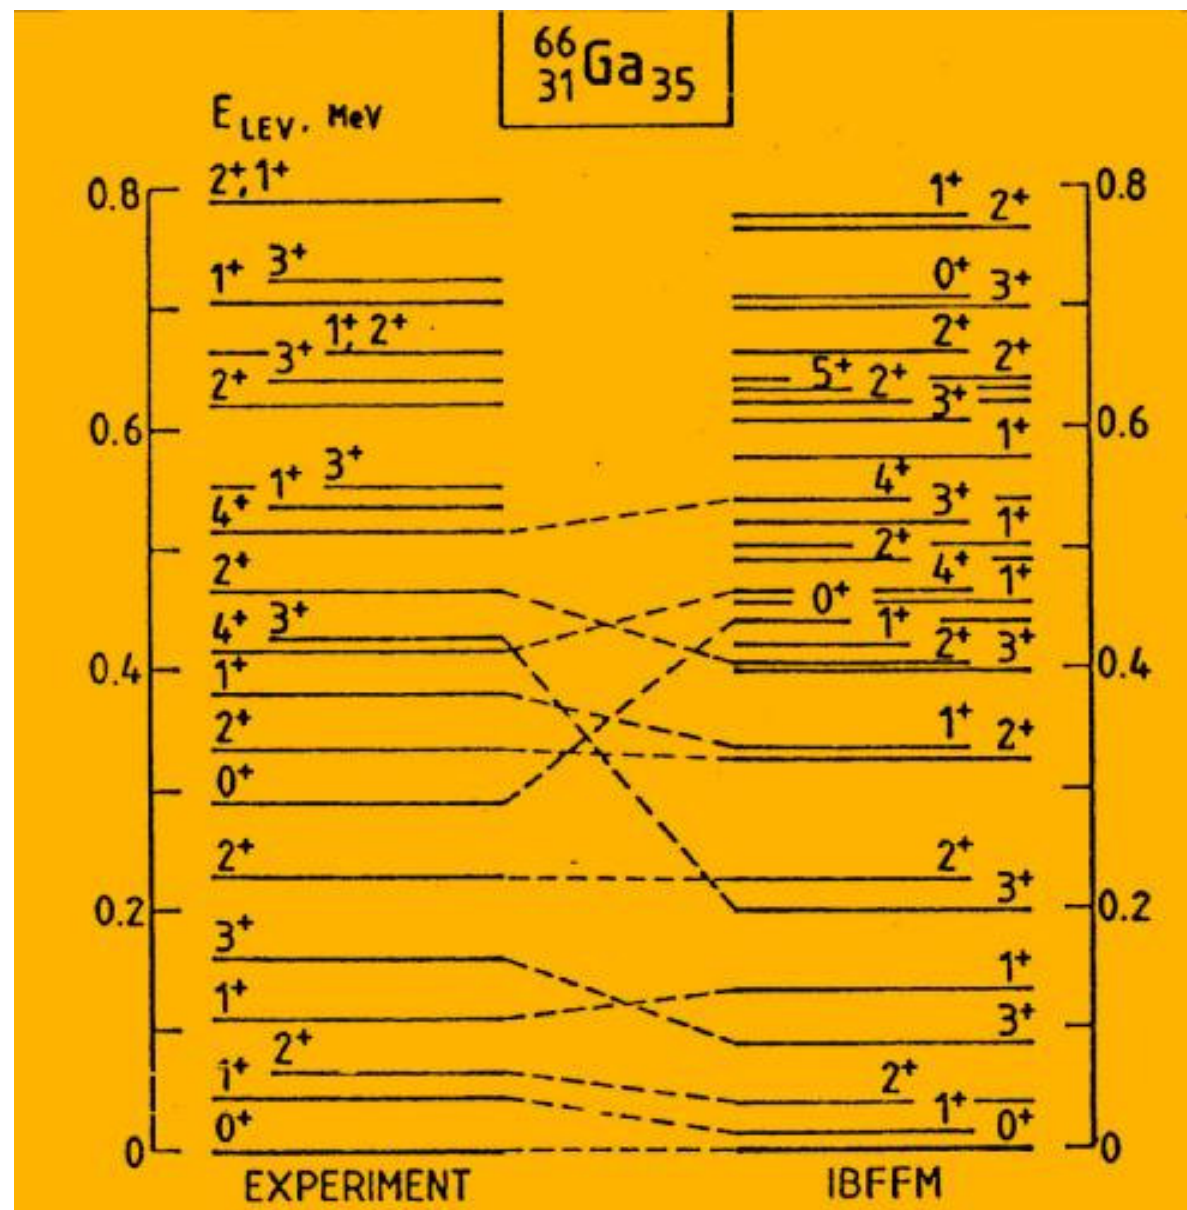 66
31Ga35
E LEV. MeV
0.8 2+,1+ 1+ 2+ 0.8
1+ 3+ 0+ 3+
3+ 1+,2+ 2+
2+ 5+ 2+ 2+
0.6 3+ 1+ 0.6
4+ 1+ 3+ 4+ 3+ 1+
2+ 2+ 4+ 1+
4+ 3+ 0+ 1+ 2+ 3+
0.4 1+ 0.4
2+ 1+ 2+
0+
2+ 2+ 3+
0.2 0.2
3+ 1+
1+ 3+
1+ 2+ 2+
0+ 1+ 0+
0 0
EXPERIMENT IBFFM